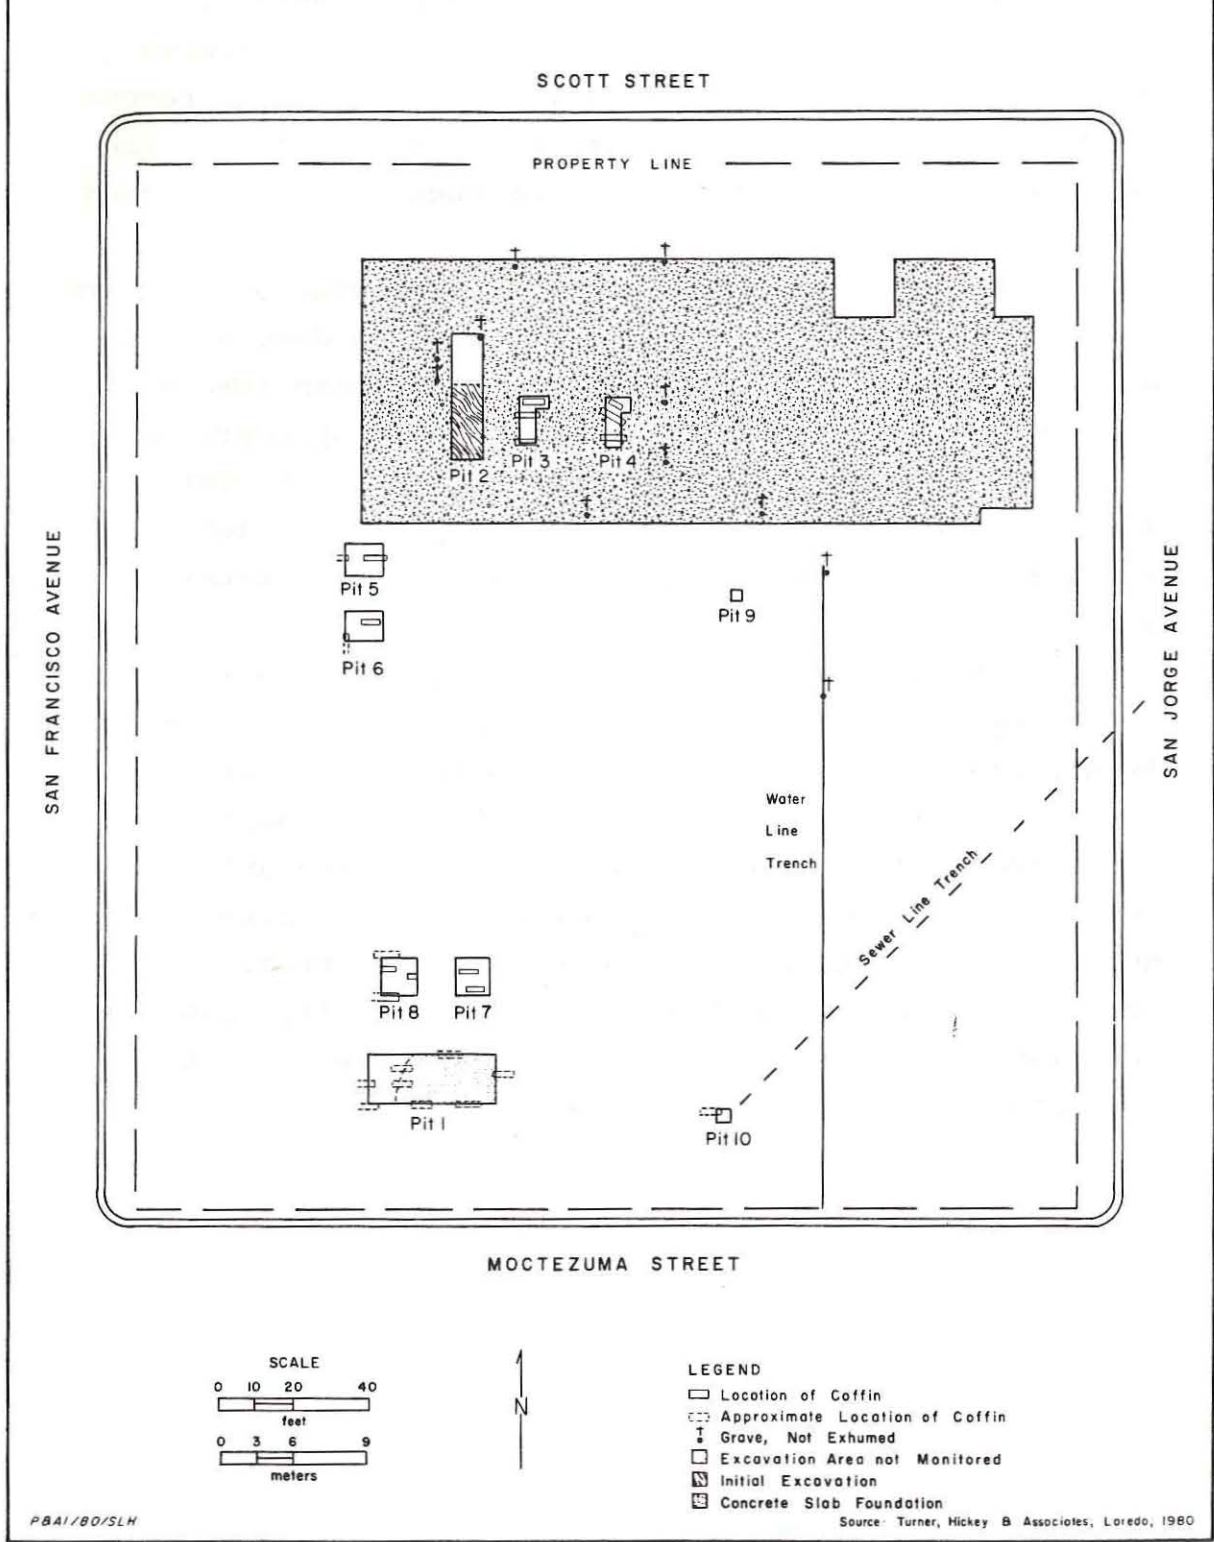 SCOTT STREET
PROPERTY LINE
Pit 2
Pit 3
Pit 4
Pit 5
Pit 6
Pit 9
SAN FRANCISCO AVENUE
SAN JORGE AVENUE
Water
Line
Trench
Sewer Line Trench
Pit 8
Pit 7
Pit 1
Pit 10
MOCTEZUMA STREET
SCALE
0 10 20 40
feet
0 3 6 9
meters
N
LEGEND
Location of Coffin
Approximate Location of Coffin
Grave, Not Exhumed
Excavation Area not Monitored
Initial Excavation
Concrete Slab Foundation
PBAI/80/SLH
Source: Turner, Hickey & Associates, Loredo, 1980